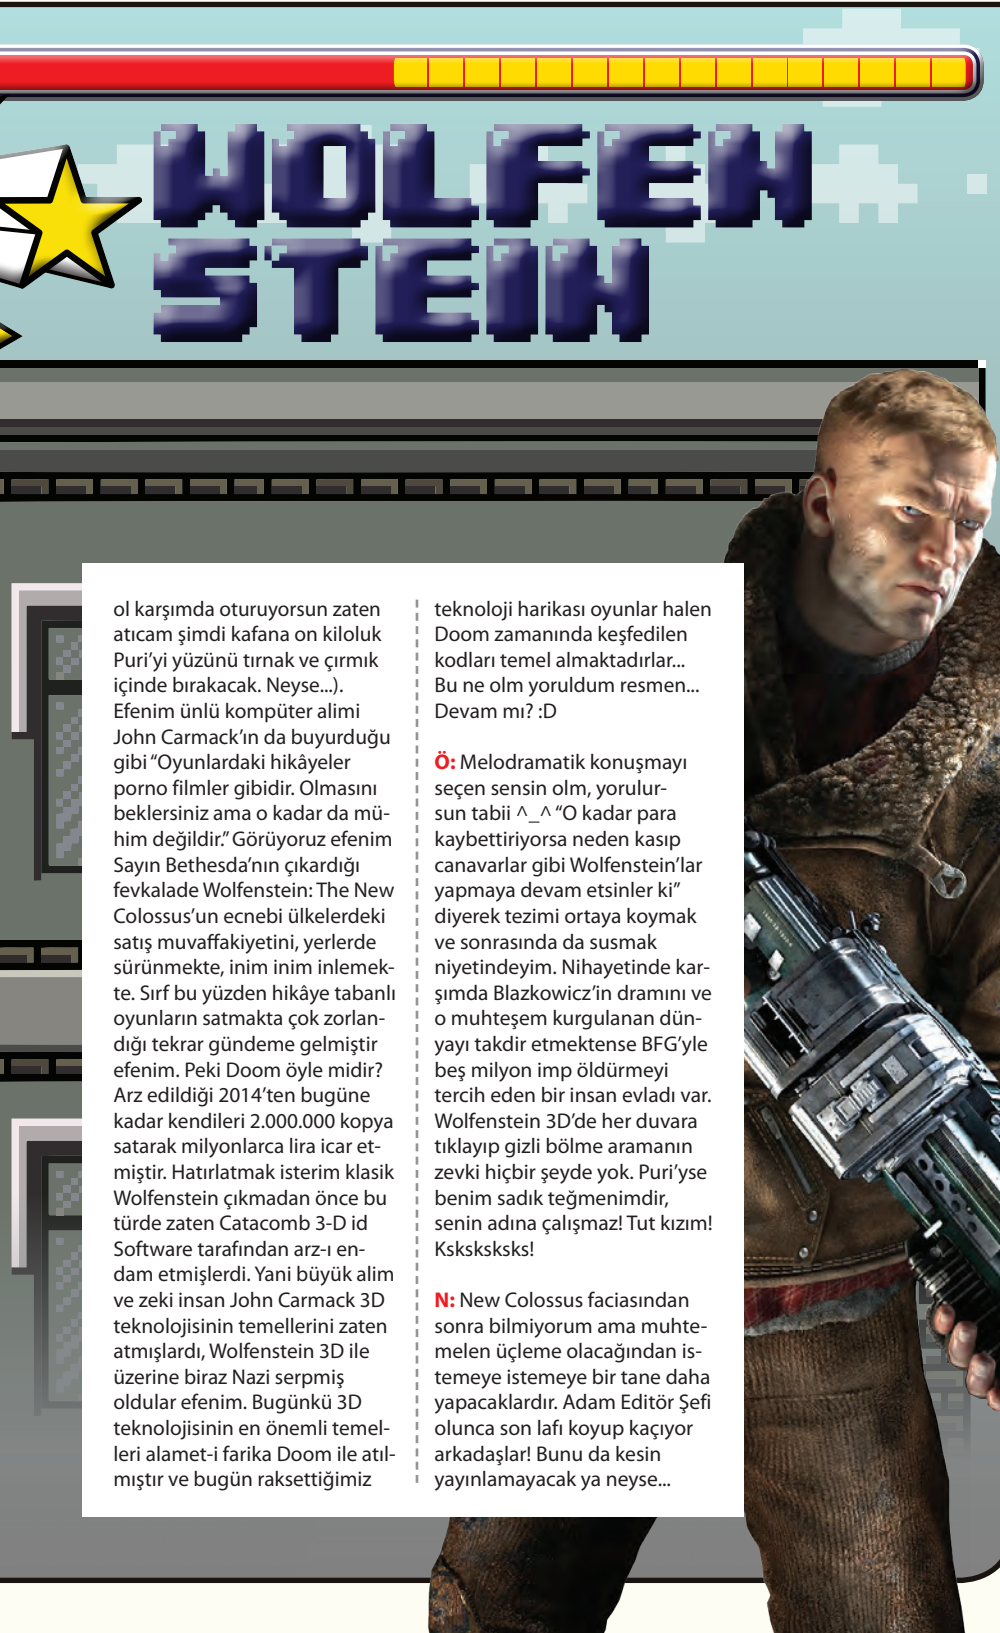 WOLFEN
STEIN
ol karşımda oturuyorsun zaten
atıcam şimdi kafana on kiloluk
Puri’yi yüzünü tırnak ve çırmık
içinde bırakacak. Neyse...).
Efenim ünlü kompüter alimi
John Carmack’ın da buyurduğu
gibi “Oyunlardaki hikâyeler
porno filmler gibidir. Olmasını
beklersiniz ama o kadar da mü-
him değildir.” Görüyoruz efenim
Sayın Bethesda’nın çıkardığı
fevkalade Wolfenstein: The New
Colossus’un ecnebi ülkelerdeki
satış muvaffakiyetini, yerlerde
sürünmekte, inim inim inlemek-
te. Sırf bu yüzden hikâye tabanlı
oyunların satmakta çok zorlan-
dığı tekrar gündeme gelmiştir
efenim. Peki Doom öyle midir?
Arz edildiği 2014’ten bugüne
kadar kendileri 2.000.000 kopya
satarak milyonlarca lira icar et-
miştir. Hatırlatmak isterim klasik
Wolfenstein çıkmadan önce bu
türde zaten Catacomb 3-D id
Software tarafından arz-ı en-
dam etmişlerdi. Yani büyük alim
ve zeki insan John Carmack 3D
teknolojisinin temellerini zaten
atmışlardı, Wolfenstein 3D ile
üzerine biraz Nazi serpmiş
oldular efenim. Bugünkü 3D
teknolojisinin en önemli temel-
leri alamet-i farika Doom ile atıl-
mıştır ve bugün raksettiğimiz
teknoloji harikası oyunlar halen
Doom zamanında keşfedilen
kodları temel almaktadırlar...
Bu ne olm yoruldum resmen...
Devam mı? :D
Ö: Melodramatik konuşmayı
seçen sensin olm, yorulur-
sun tabii ^_^ “O kadar para
kaybettiriyorsa neden kasıp
canavarlar gibi Wolfenstein’lar
yapmaya devam etsinler ki”
diyerek tezimi ortaya koymak
ve sonrasında da susmak
niyetindeyim. Nihayetinde kar-
şımda Blazkowicz’in dramını ve
o muhteşem kurgulanan dün-
yayı takdir etmektense BFG’yle
beş milyon imp öldürmeyi
tercih eden bir insan evladı var.
Wolfenstein 3D’de her duvara
tıklayıp gizli bölme aramanın
zevki hiçbir şeyde yok. Puri’yse
benim sadık teğmenimdir,
senin adına çalışmaz! Tut kızım!
Ksksksksks!
N: New Colossus faciasından
sonra bilmiyorum ama muhte-
melen üçleme olacağından is-
temeye istemeye bir tane daha
yapacaklardır. Adam Editör Şefi
olunca son lafı koyup kaçıyor
arkadaşlar! Bunu da kesin
yayınlamayacak ya neyse...